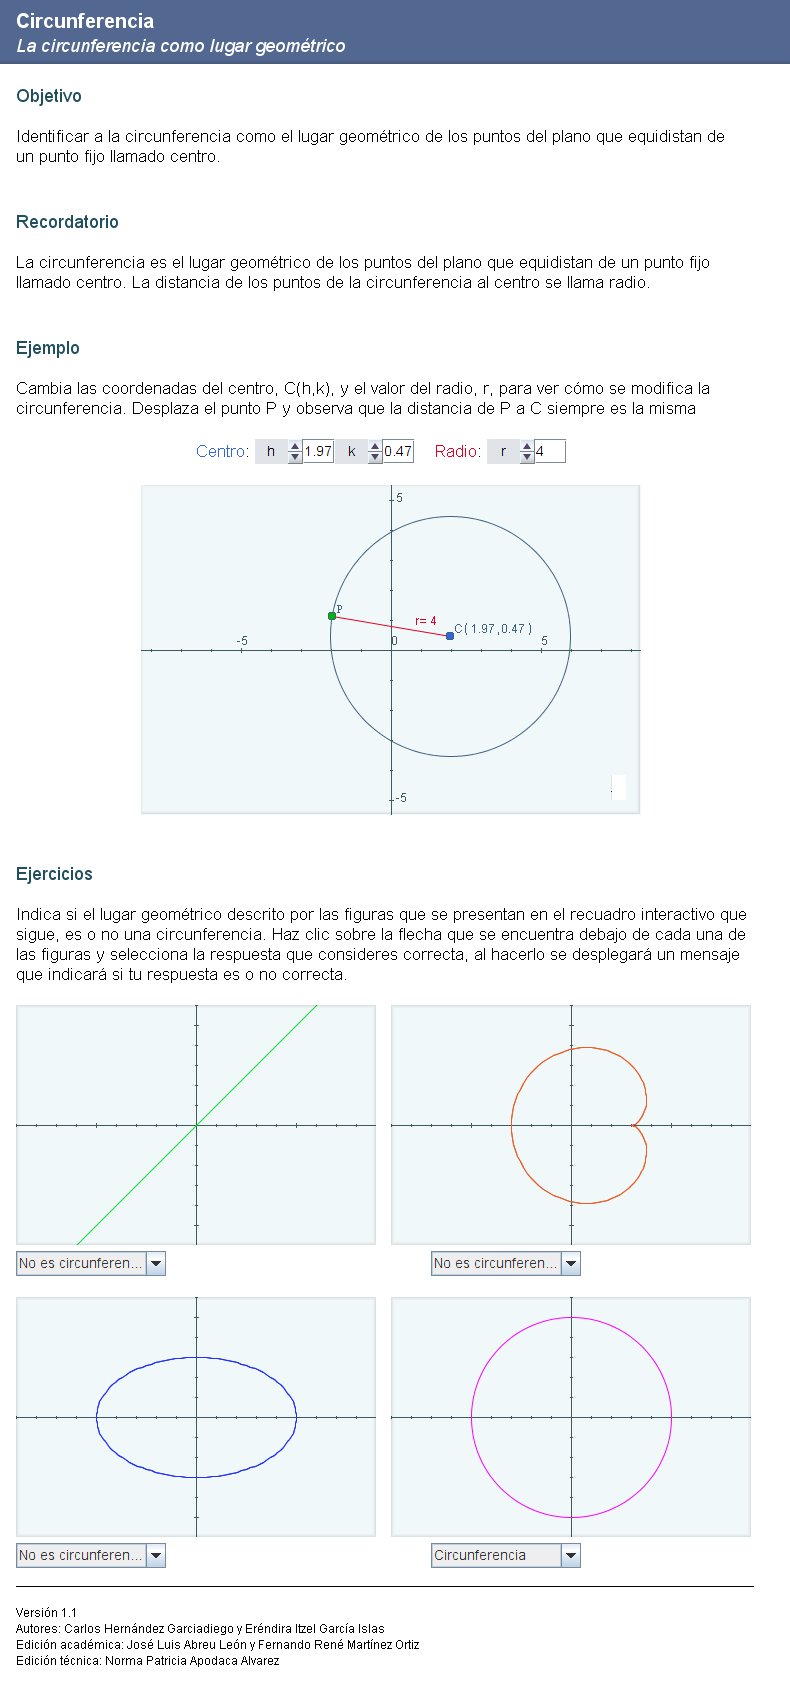 Circunferencia
La circunferencia como lugar geométrico
Objetivo
Identificar a la circunferencia como el lugar geométrico de los puntos del plano que equidistan de
un punto fijo llamado centro.
Recordatorio
La circunferencia es el lugar geométrico de los puntos del plano que equidistan de un punto fijo
llamado centro. La distancia de los puntos de la circunferencia al centro se llama radio.
Ejemplo
Cambia las coordenadas del centro, C(h,k), y el valor del radio, r, para ver cómo se modifica la
circunferencia. Desplaza el punto P y observa que la distancia de P a C siempre es la misma
Centro: h 1.97 k 0.47 Radio: r 4
5
P
r= 4
C( 1.97 ,0.47 )
-5 0 5
-5
Ejercicios
Indica si el lugar geométrico descrito por las figuras que se presentan en el recuadro interactivo que
sigue, es o no una circunferencia. Haz clic sobre la flecha que se encuentra debajo de cada una de
las figuras y selecciona la respuesta que consideres correcta, al hacerlo se desplegará un mensaje
que indicará si tu respuesta es o no correcta.
No es circunferen... No es circunferen...
No es circunferen... Circunferencia
Versión 1.1
Autores: Carlos Hernández Garciadiego y Eréndira Itzel García Islas
Edición académica: José Luis Abreu León y Fernando René Martínez Ortiz
Edición técnica: Norma Patricia Apodaca Alvarez